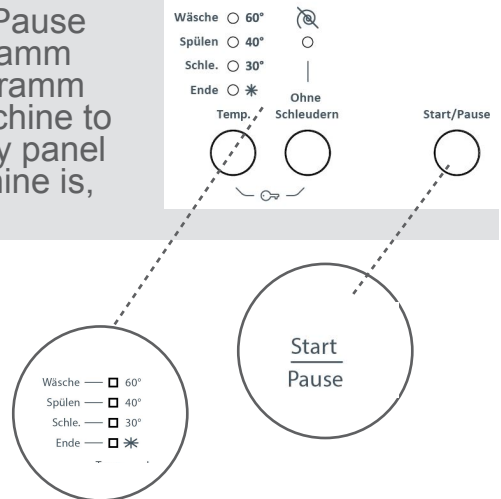 Pause
amm
ramm
chine to
y panel
nine is,
Wäsche 60°
Spülen 40°
Schle. 30°
Ende
Ohne
Temp. Schleudern Start/Pause
Start
Pause
Wäsche 60°
Spülen 40°
Schle. 30°
Ende